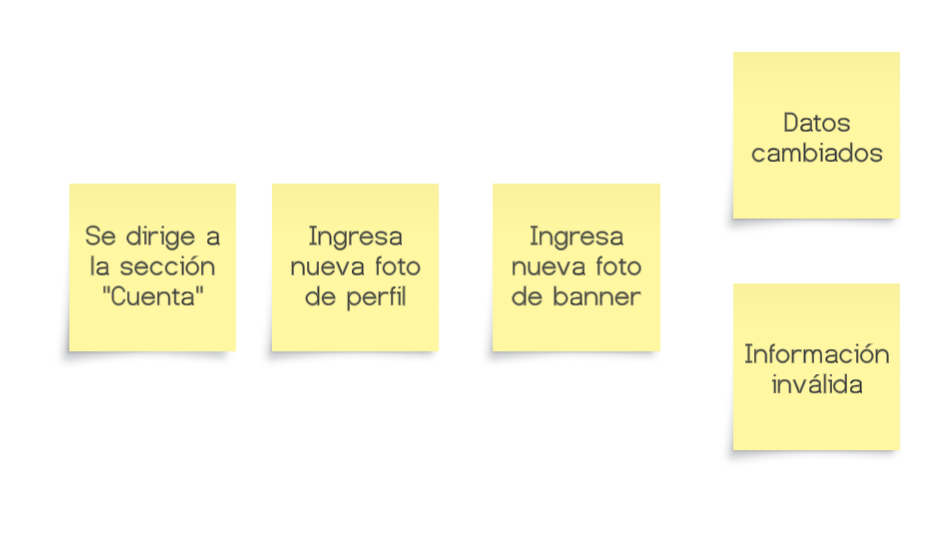 Se dirige a
la sección
"Cuenta"
Ingresa
nueva foto
de perfil
Ingresa
nueva foto
de banner
Datos
cambiados
Información
inválida